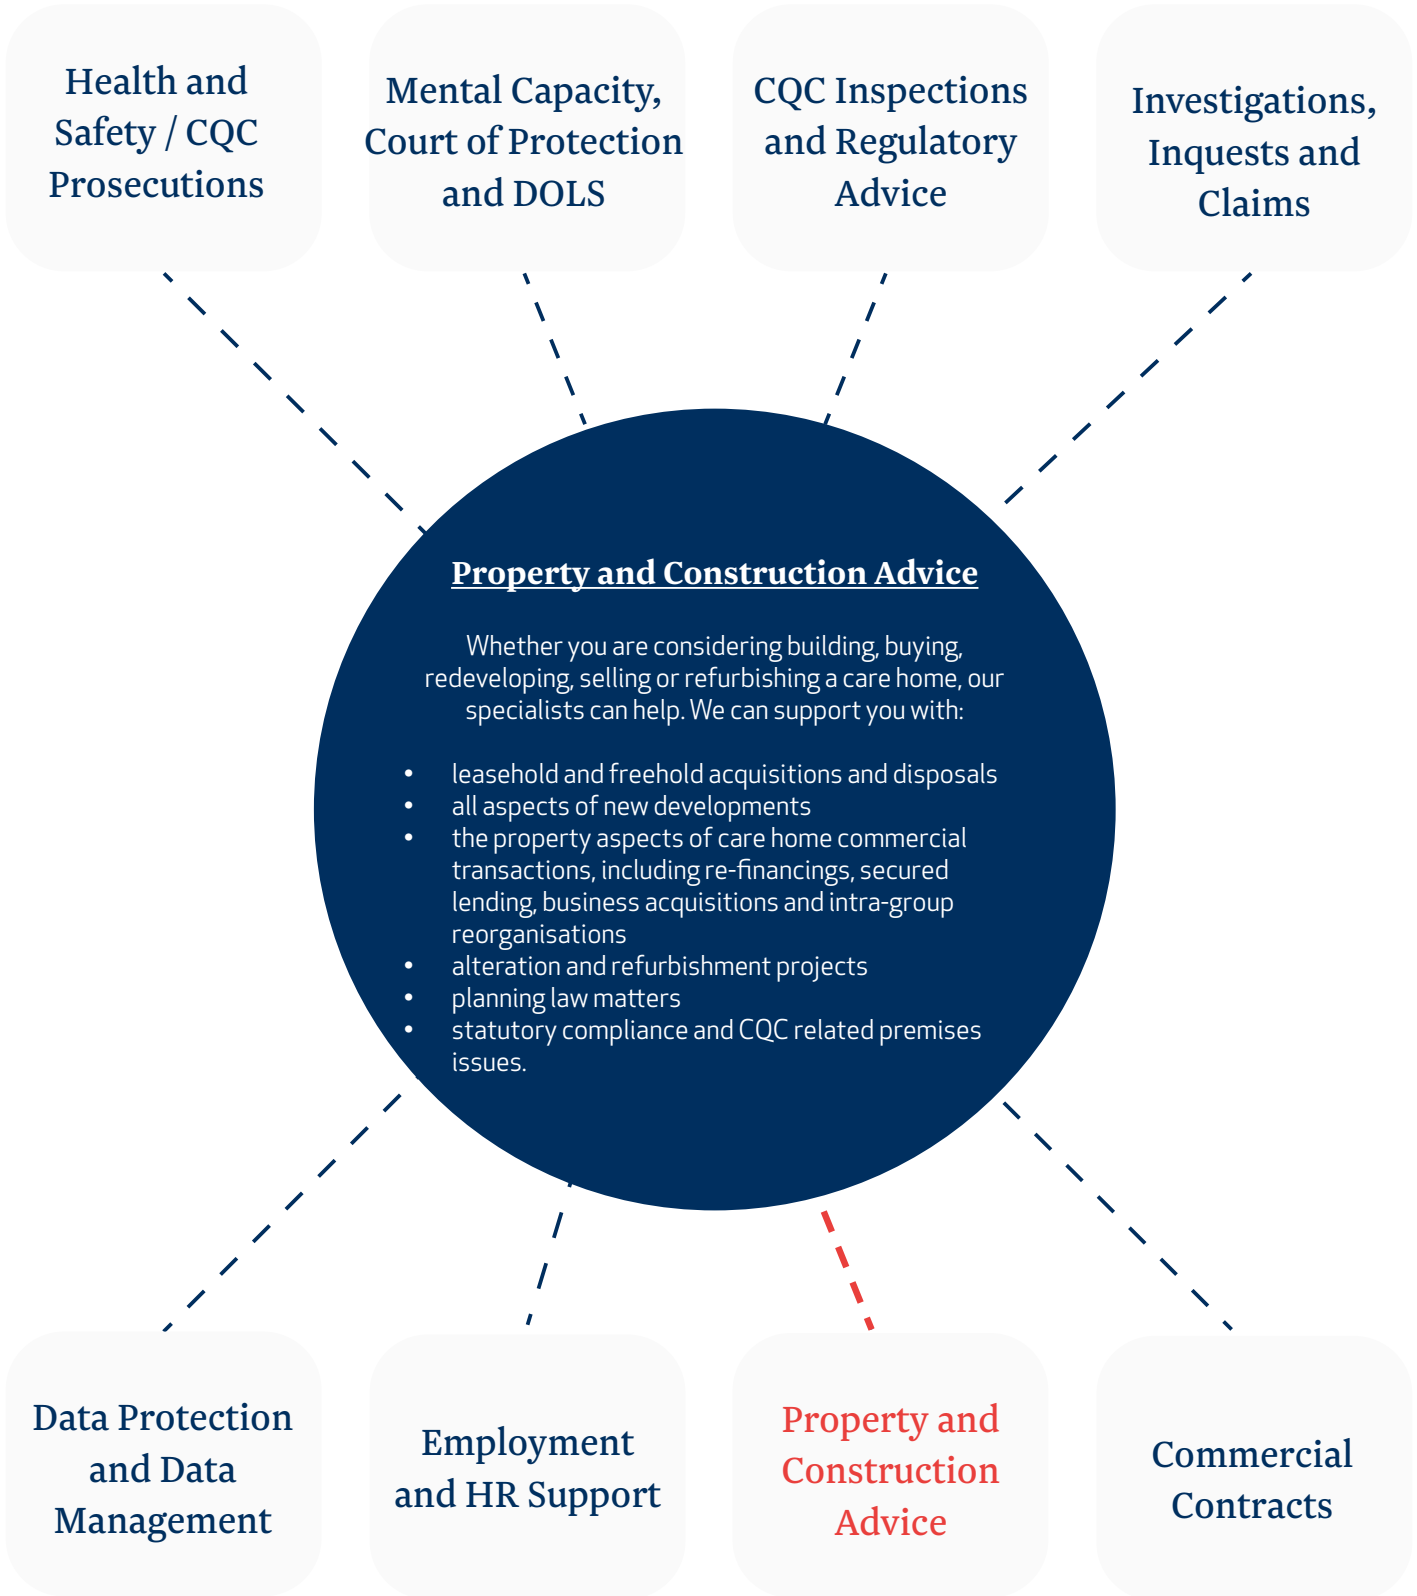 Health and
Safety / CQC
Prosecutions
Mental Capacity,
Court of Protection
and DOLS
CQC Inspections
and Regulatory
Advice
Investigations,
Inquests and
Claims
Property and Construction Advice
Whether you are considering building, buying,
redeveloping, selling or refurbishing a care home, our
specialists can help. We can support you with:
• leasehold and freehold acquisitions and disposals
• all aspects of new developments
• the property aspects of care home commercial
transactions, including re-financings, secured
lending, business acquisitions and intra-group
reorganisations
• alteration and refurbishment projects
• planning law matters
• statutory compliance and CQC related premises
issues.
Data Protection
and Data
Management
Employment
and HR Support
Property and
Construction
Advice
Commercial
Contracts